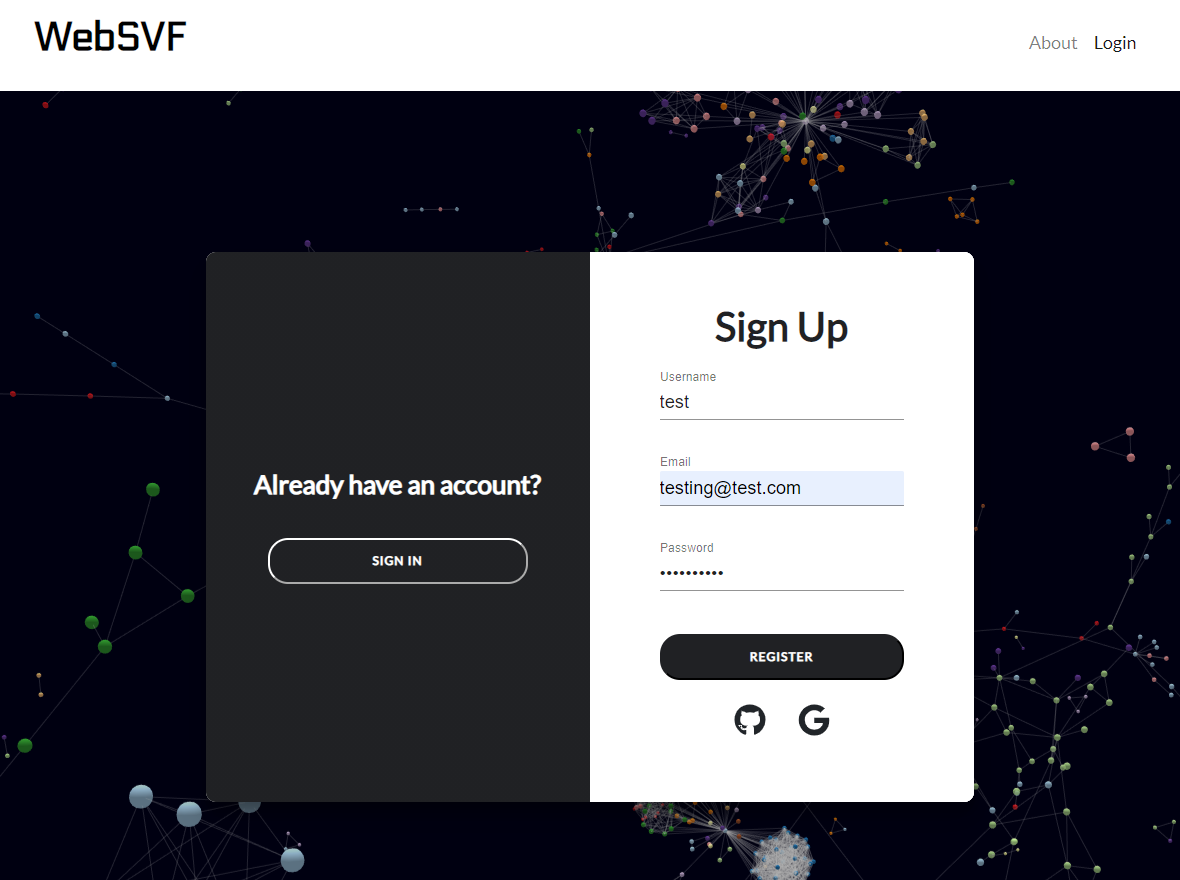 WebSVF
About Login
Already have an account?
SIGN IN
Sign Up
Username
test
Email
testing@test.com
Password
••••••••••
REGISTER